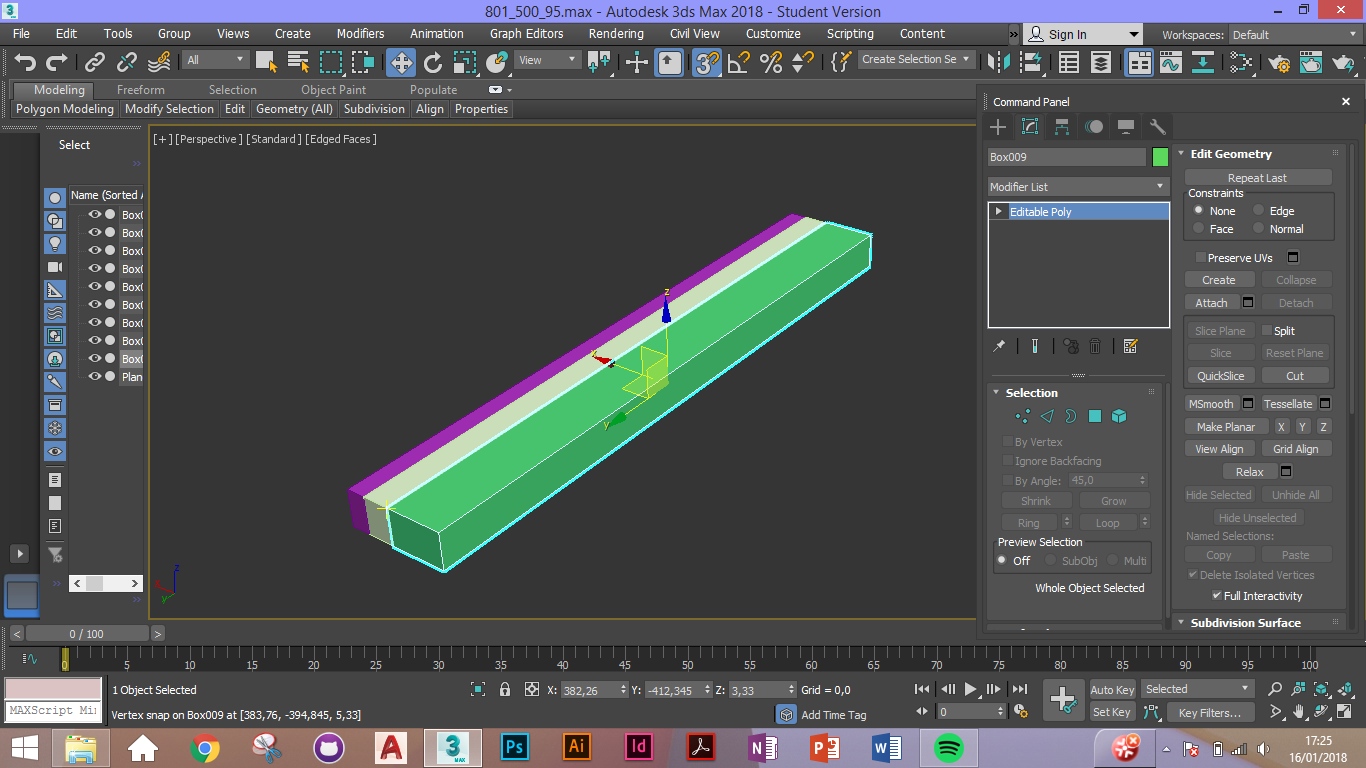 801_500_95.max - Autodesk 3ds Max 2018 - Student Version
File Edit Tools Group Views Create Modifiers Animation Graph Editors Rendering Civil View Customize Scripting Content » Sign In Workspaces: Default
All View Create Selection Se
Modeling Freeform Selection Object Paint Populate
Polygon Modeling Modify Selection Edit Geometry (All) Subdivision Align Properties
Select
Name (Sorted A
Box0
Box0
Box0
Box0
Box0
Box0
Box0
Box0
Box0
Plan
[+] [Perspective] [Standard] [Edged Faces]
z
x
y
z
y
Command Panel
Box009
Modifier List
Editable Poly
Selection
By Vertex
Ignore Backfacing
By Angle: 45,0
Shrink Grow
Ring Loop
Preview Selection
Off SubObj Multi
Whole Object Selected
Edit Geometry
Repeat Last
Constraints
None Edge
Face Normal
Preserve UVs
Create Collapse
Attach Detach
Slice Plane Split
Slice Reset Plane
QuickSlice Cut
MSmooth Tessellate
Make Planar X Y Z
View Align Grid Align
Relax
Hide Selected Unhide All
Hide Unselected
Named Selections:
Copy Paste
Delete Isolated Vertices
Full Interactivity
Subdivision Surface
< 0 / 100 >
0 5 10 15 20 25 30 35 40 45 50 55 60 65 70 75 80 85 90 95 100
1 Object Selected X: 382,26 Y: -412,345 Z: 3,33 Grid = 0,0 Auto Key Selected
MAXScript Mi
Vertex snap on Box009 at [383,76, -394,845, 5,33] Add Time Tag 0 Set Key Key Filters...
A 3 MAX Ps Ai Id N P W
17:25
16/01/2018